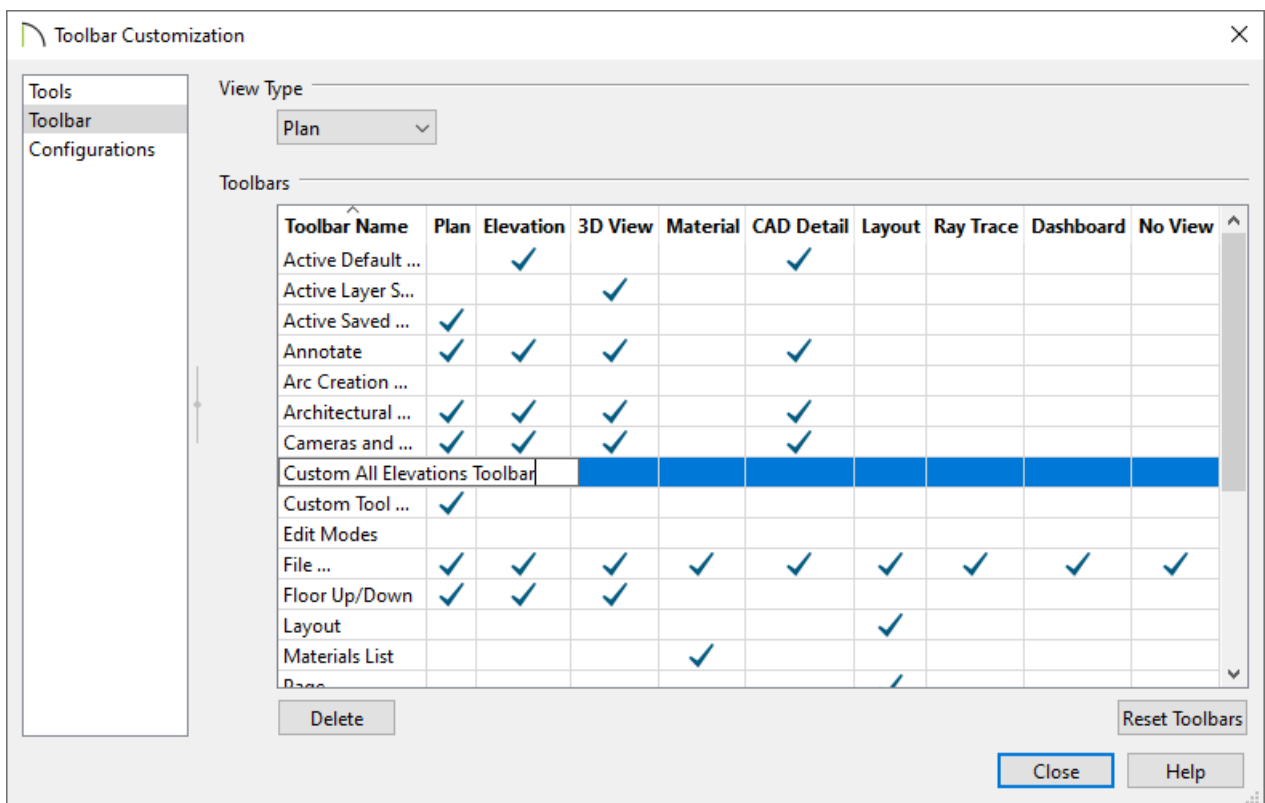 Toolbar Customization
Tools
Toolbar
Configurations
View Type
Plan
Toolbars
Toolbar Name Plan Elevation 3D View Material CAD Detail Layout Ray Trace Dashboard No View
Active Default ...
Active Layer S...
Active Saved ...
Annotate
Arc Creation ...
Architectural ...
Cameras and ...
Custom All Elevations Toolbar
Custom Tool ...
Edit Modes
File ...
Floor Up/Down
Layout
Materials List
Page
Delete
Reset Toolbars
Close
Help